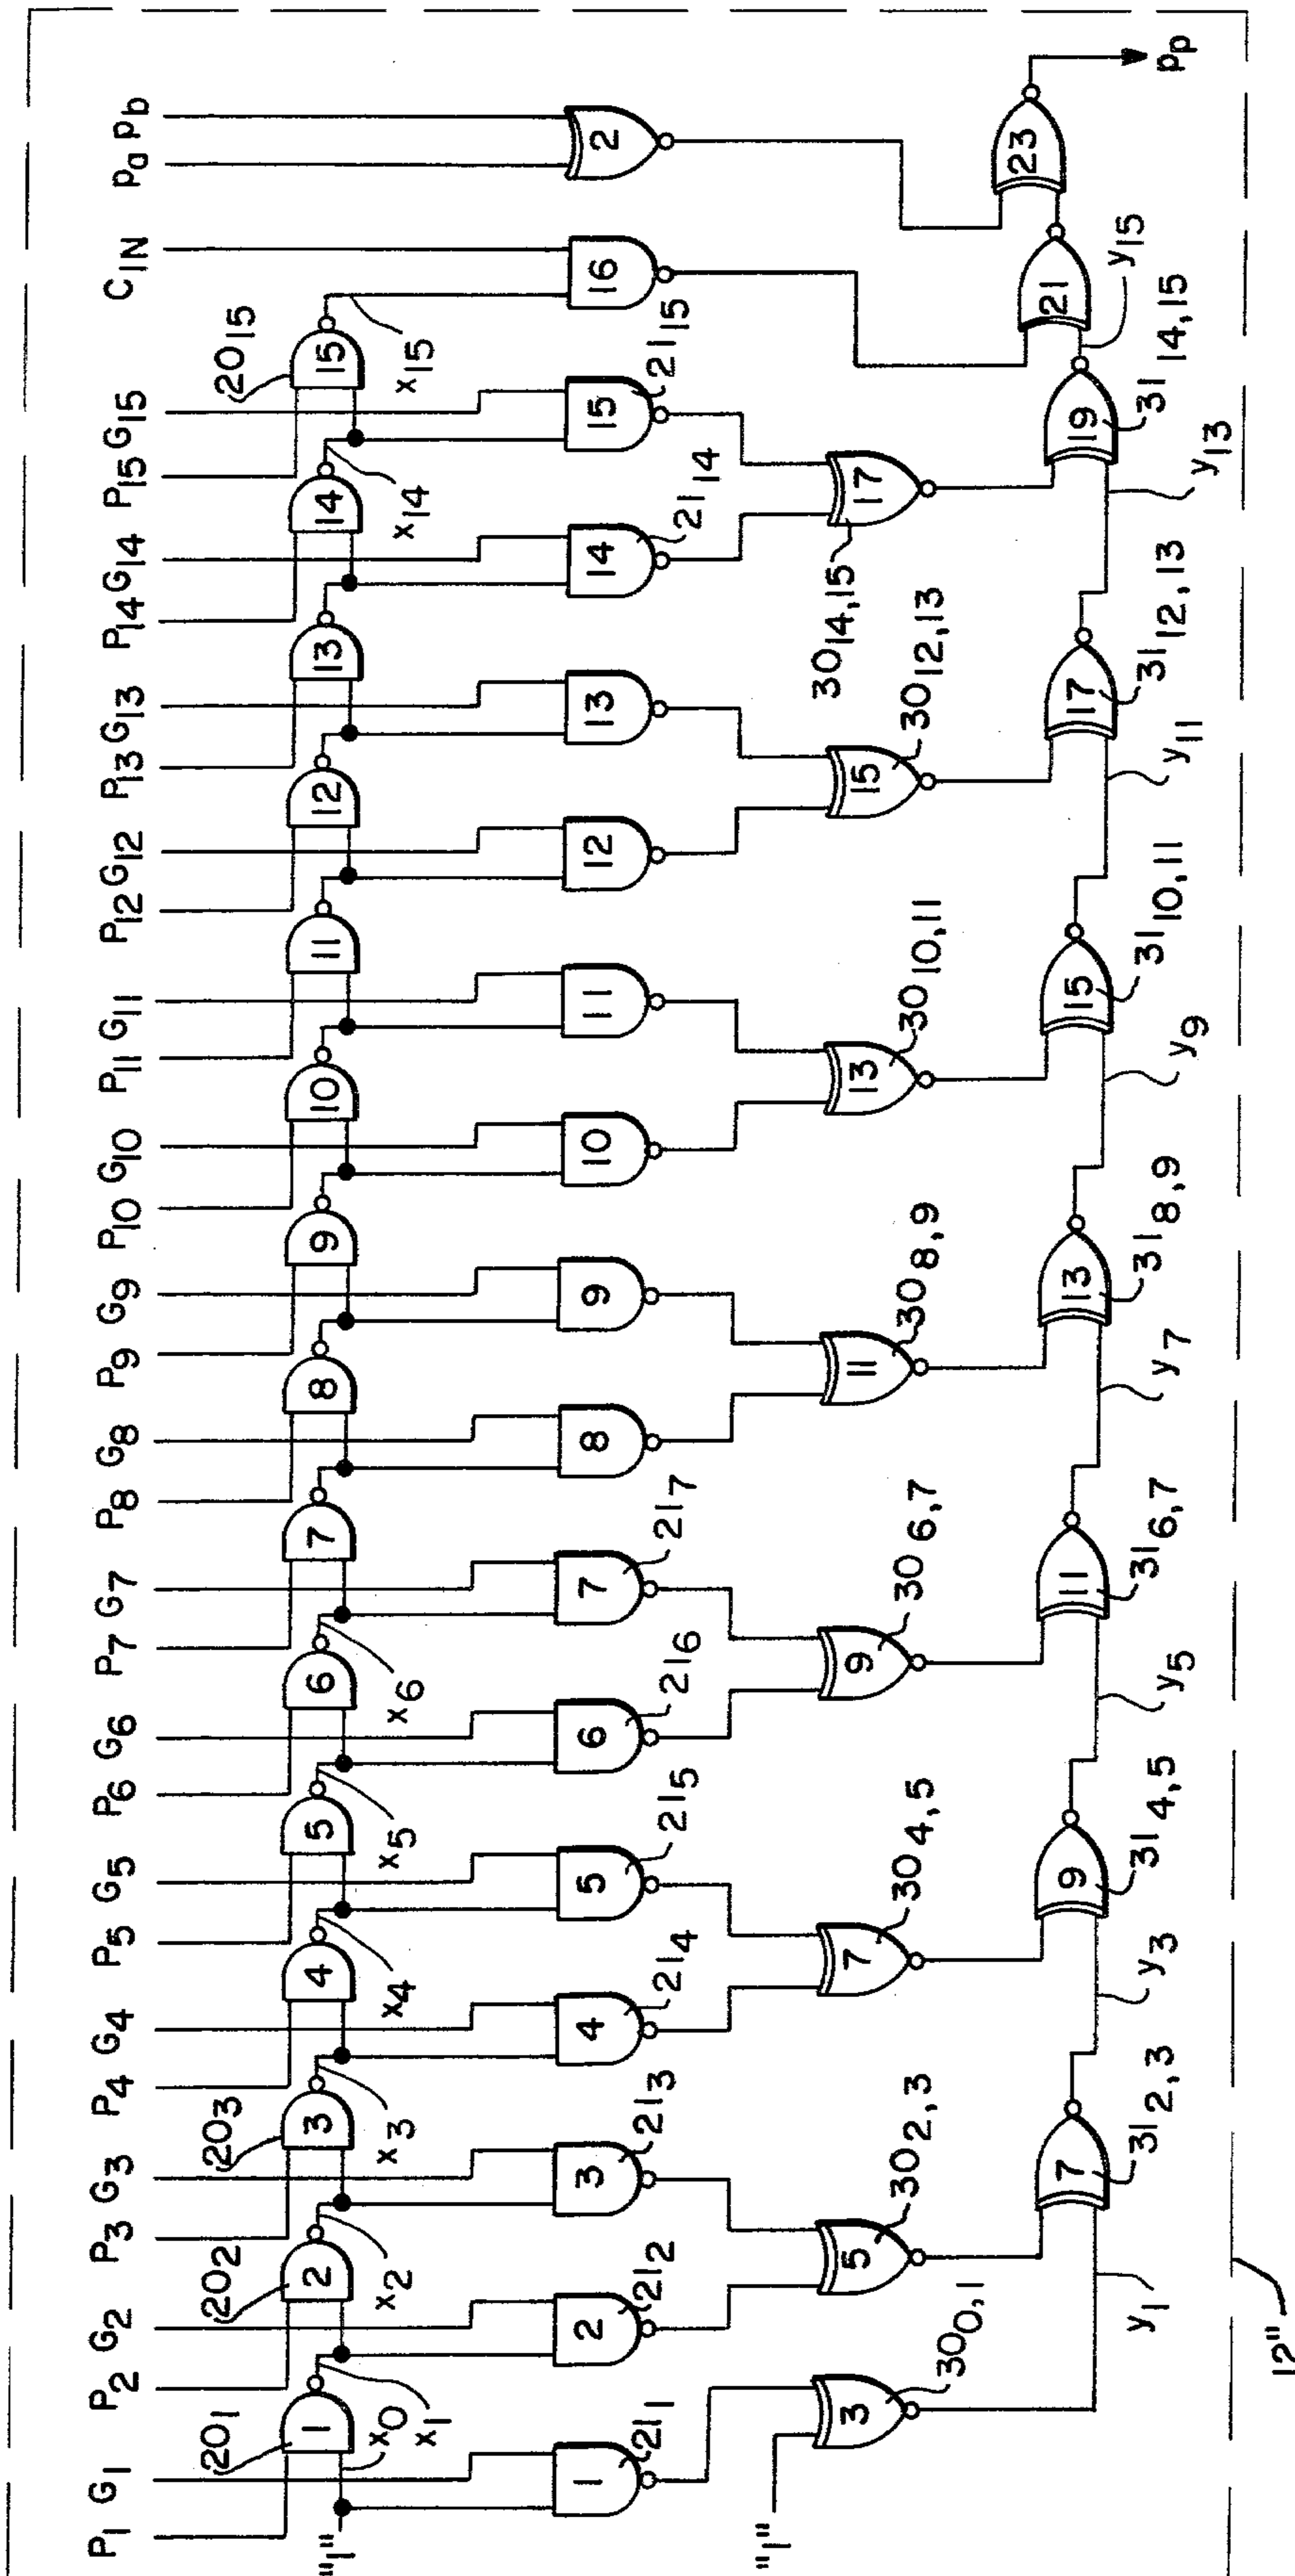 P1 G1 P2 G2 P3 G3 P4 G4 P5 G5 P6 G6 P7 G7 P8 G8 P9 G9 P10 G10 P11 G11 P12 G12 P13 G13 P14 G14 P15 G15 CIN pa pb
201 202 203 2015
1 2 3 4 5 6 7 8 9 10 11 12 13 14 15
"1" x0 x1 x2 x3 x4 x5 x6 x14 x15
1 2 3 4 5 6 7 8 9 10 11 12 13 14 15 16 2
211 212 213 214 215 216 217 2114 2115
"1" 3 5 7 9 11 13 15 17
300,1 302,3 304,5 306,7 308,9 3010,11 3012,13 3014,15
7 9 11 13 15 17 19 21 23 pp
312,3 314,5 316,7 318,9 3110,11 3112,13 3114,15
y1 y3 y5 y7 y9 y11 y13 y15
12"